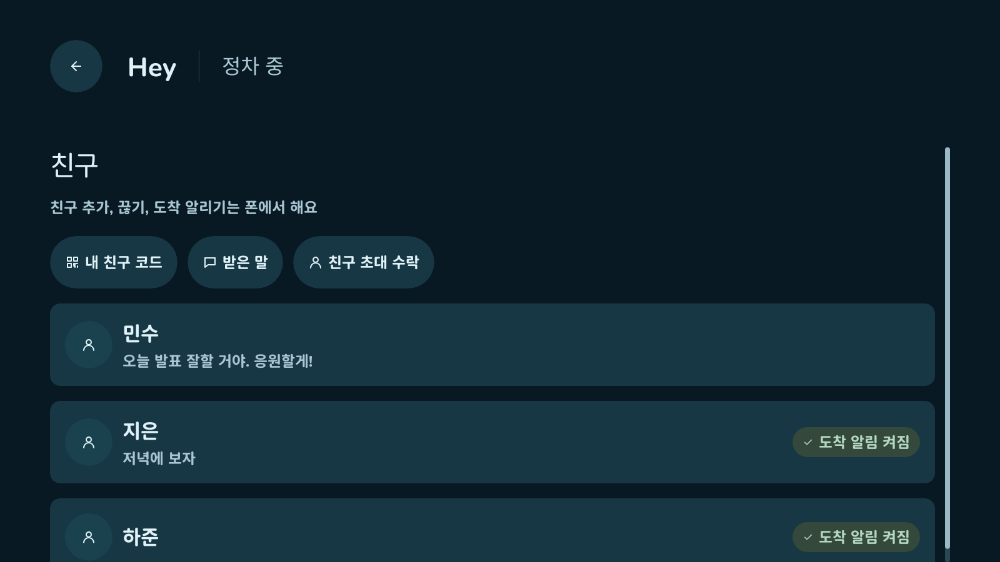 Hey
정차 중
친구
친구 추가, 끊기, 도착 알리기는 폰에서 해요
내 친구 코드
받은 말
친구 초대 수락
민수
오늘 발표 잘할 거야. 응원할게!
지은
저녁에 보자
도착 알림 켜짐
하준
도착 알림 켜짐